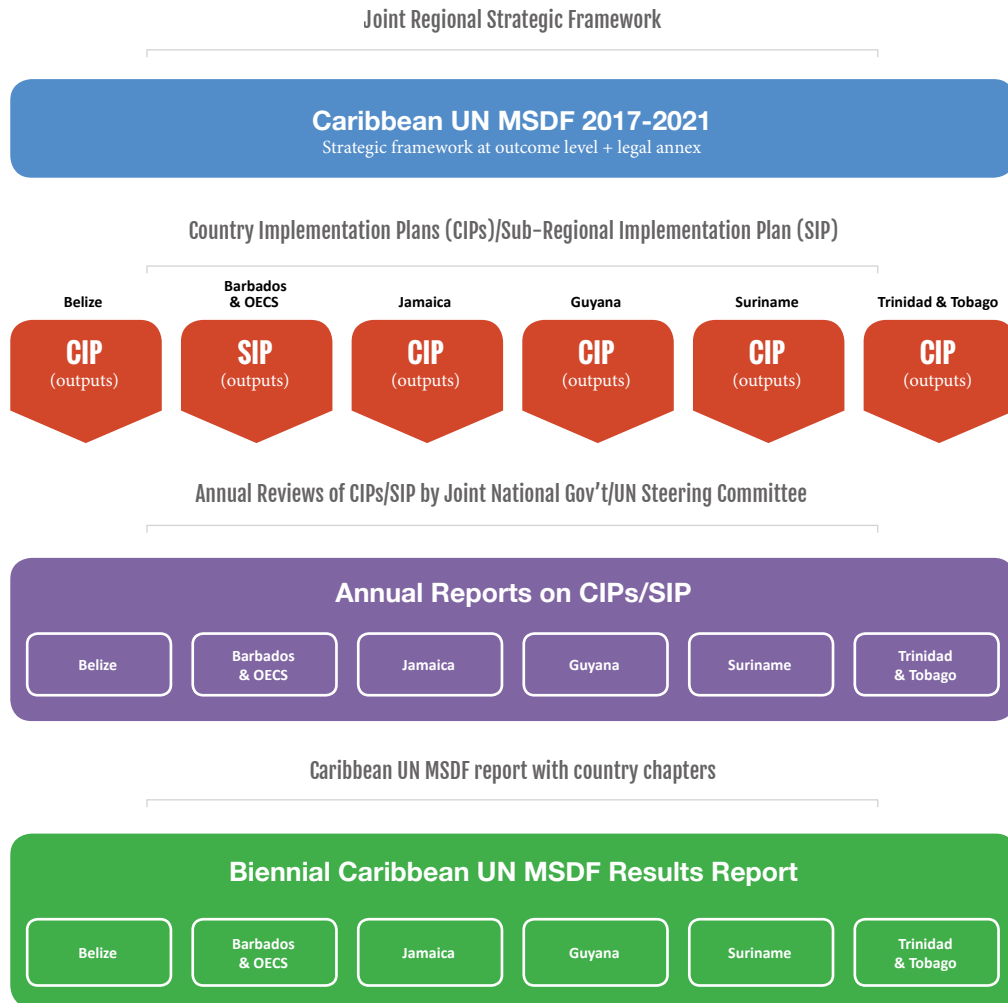 Joint Regional Strategic Framework
Caribbean UN MSDF 2017-2021
Strategic framework at outcome level + legal annex
Country Implementation Plans (CIPs)/Sub-Regional Implementation Plan (SIP)
Belize
Barbados
& OECS
Jamaica
Guyana
Suriname
Trinidad & Tobago
CIP
(outputs)
SIP
(outputs)
CIP
(outputs)
CIP
(outputs)
CIP
(outputs)
CIP
(outputs)
Annual Reviews of CIPs/SIP by Joint National Gov't/UN Steering Committee
Annual Reports on CIPs/SIP
Belize
Barbados
& OECS
Jamaica
Guyana
Suriname
Trinidad
& Tobago
Caribbean UN MSDF report with country chapters
Biennial Caribbean UN MSDF Results Report
Belize
Barbados
& OECS
Jamaica
Guyana
Suriname
Trinidad
& Tobago